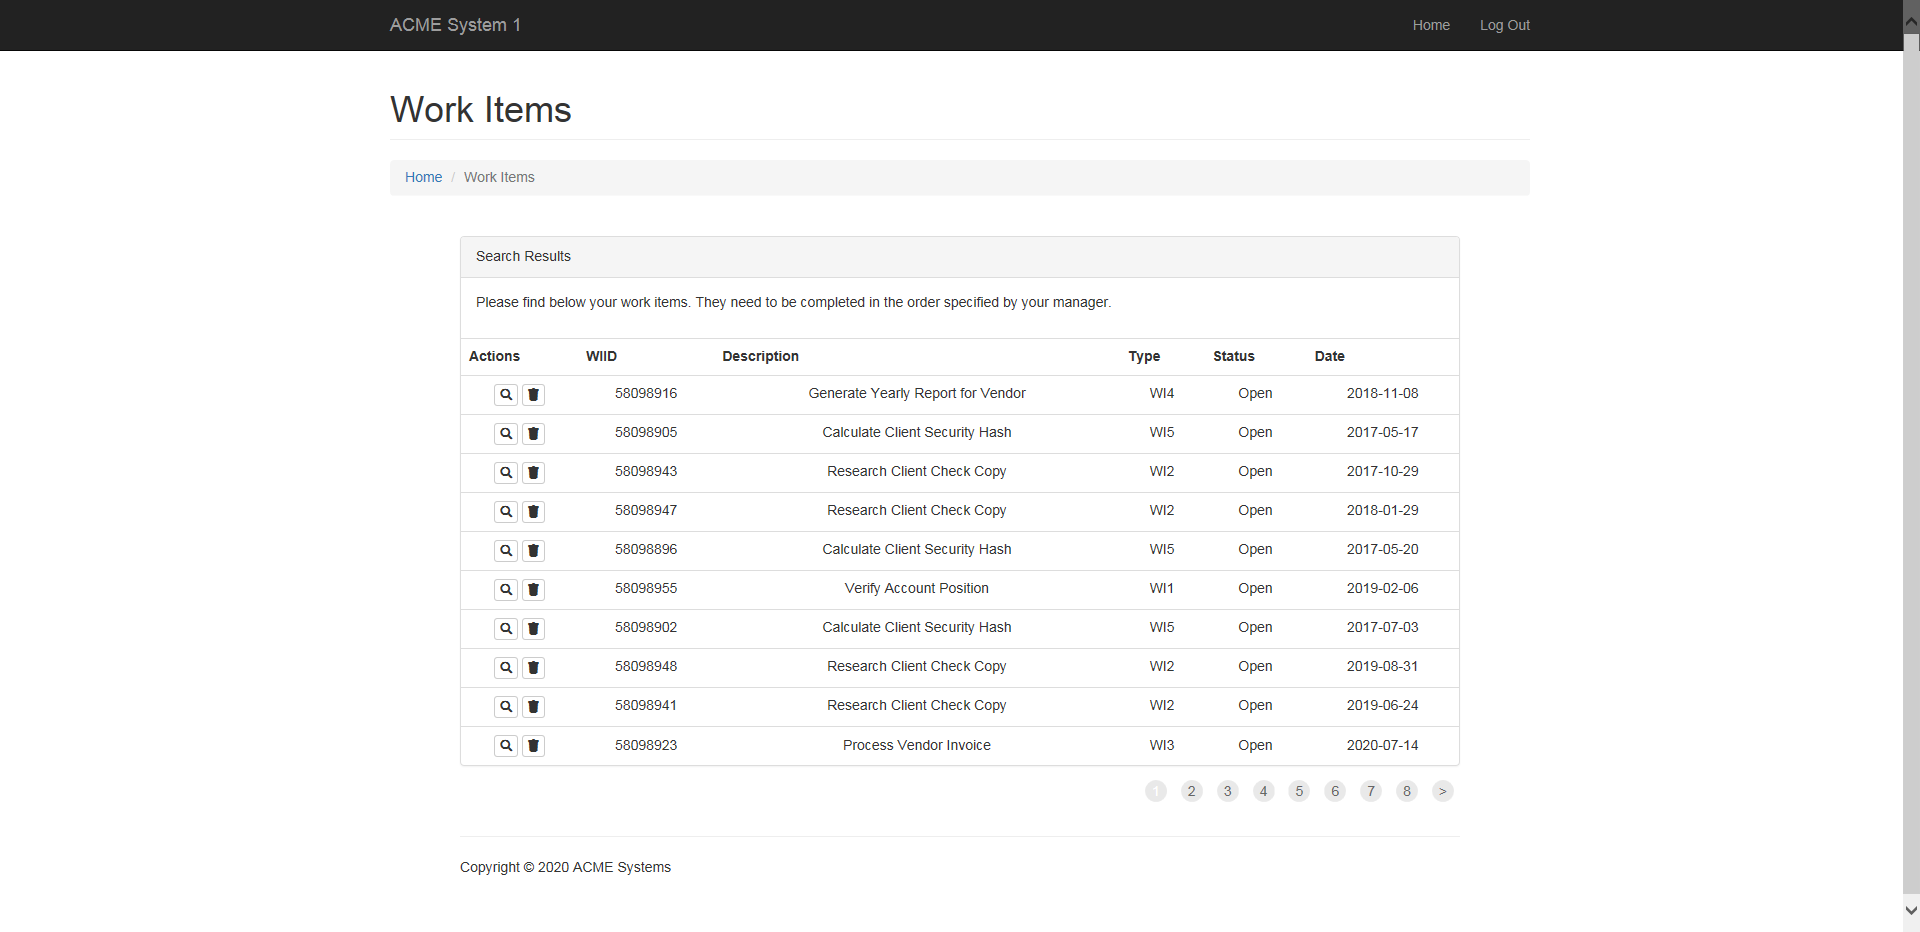 ACME System 1 Home Log Out
Work Items
Home / Work Items
Search Results
Please find below your work items. They need to be completed in the order specified by your manager.
Actions WIID Description Type Status Date
58098916 Generate Yearly Report for Vendor WI4 Open 2018-11-08
58098905 Calculate Client Security Hash WI5 Open 2017-05-17
58098943 Research Client Check Copy WI2 Open 2017-10-29
58098947 Research Client Check Copy WI2 Open 2018-01-29
58098896 Calculate Client Security Hash WI5 Open 2017-05-20
58098955 Verify Account Position WI1 Open 2019-02-06
58098902 Calculate Client Security Hash WI5 Open 2017-07-03
58098948 Research Client Check Copy WI2 Open 2019-08-31
58098941 Research Client Check Copy WI2 Open 2019-06-24
58098923 Process Vendor Invoice WI3 Open 2020-07-14
1 2 3 4 5 6 7 8 >
Copyright © 2020 ACME Systems